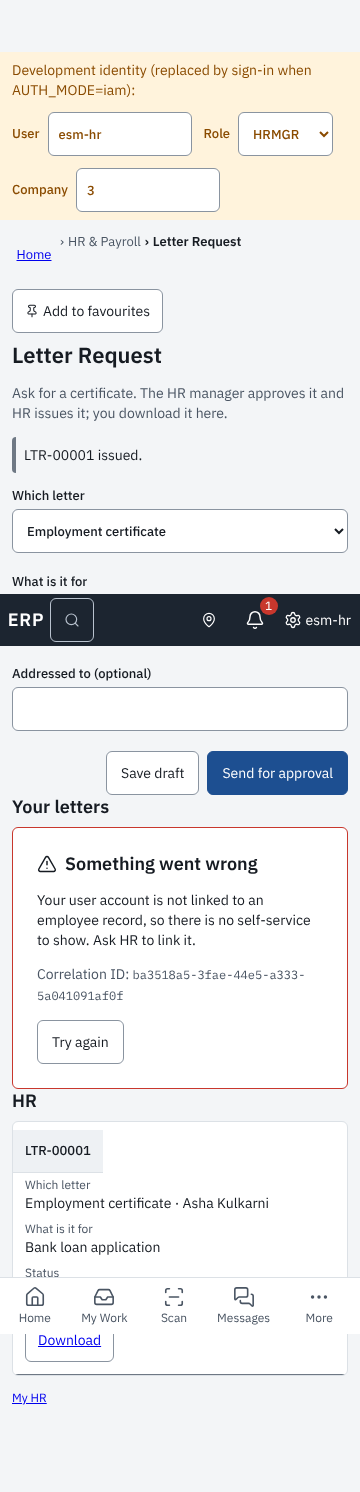 Development identity (replaced by sign-in when
AUTH_MODE=iam):
User esm-hr Role HRMGR
Company 3
Home › HR & Payroll › Letter Request
Add to favourites
Letter Request
Ask for a certificate. The HR manager approves it and
HR issues it; you download it here.
LTR-00001 issued.
Which letter
Employment certificate
What is it for
ERP 1 esm-hr
Addressed to (optional)
Save draft Send for approval
Your letters
Something went wrong
Your user account is not linked to an
employee record, so there is no self-service
to show. Ask HR to link it.
Correlation ID: ba3518a5-3fae-44e5-a333-
5a041091af0f
Try again
HR
LTR-00001
Which letter
Employment certificate · Asha Kulkarni
What is it for
Bank loan application
Status
Home My Work Scan Messages More
Download
My HR